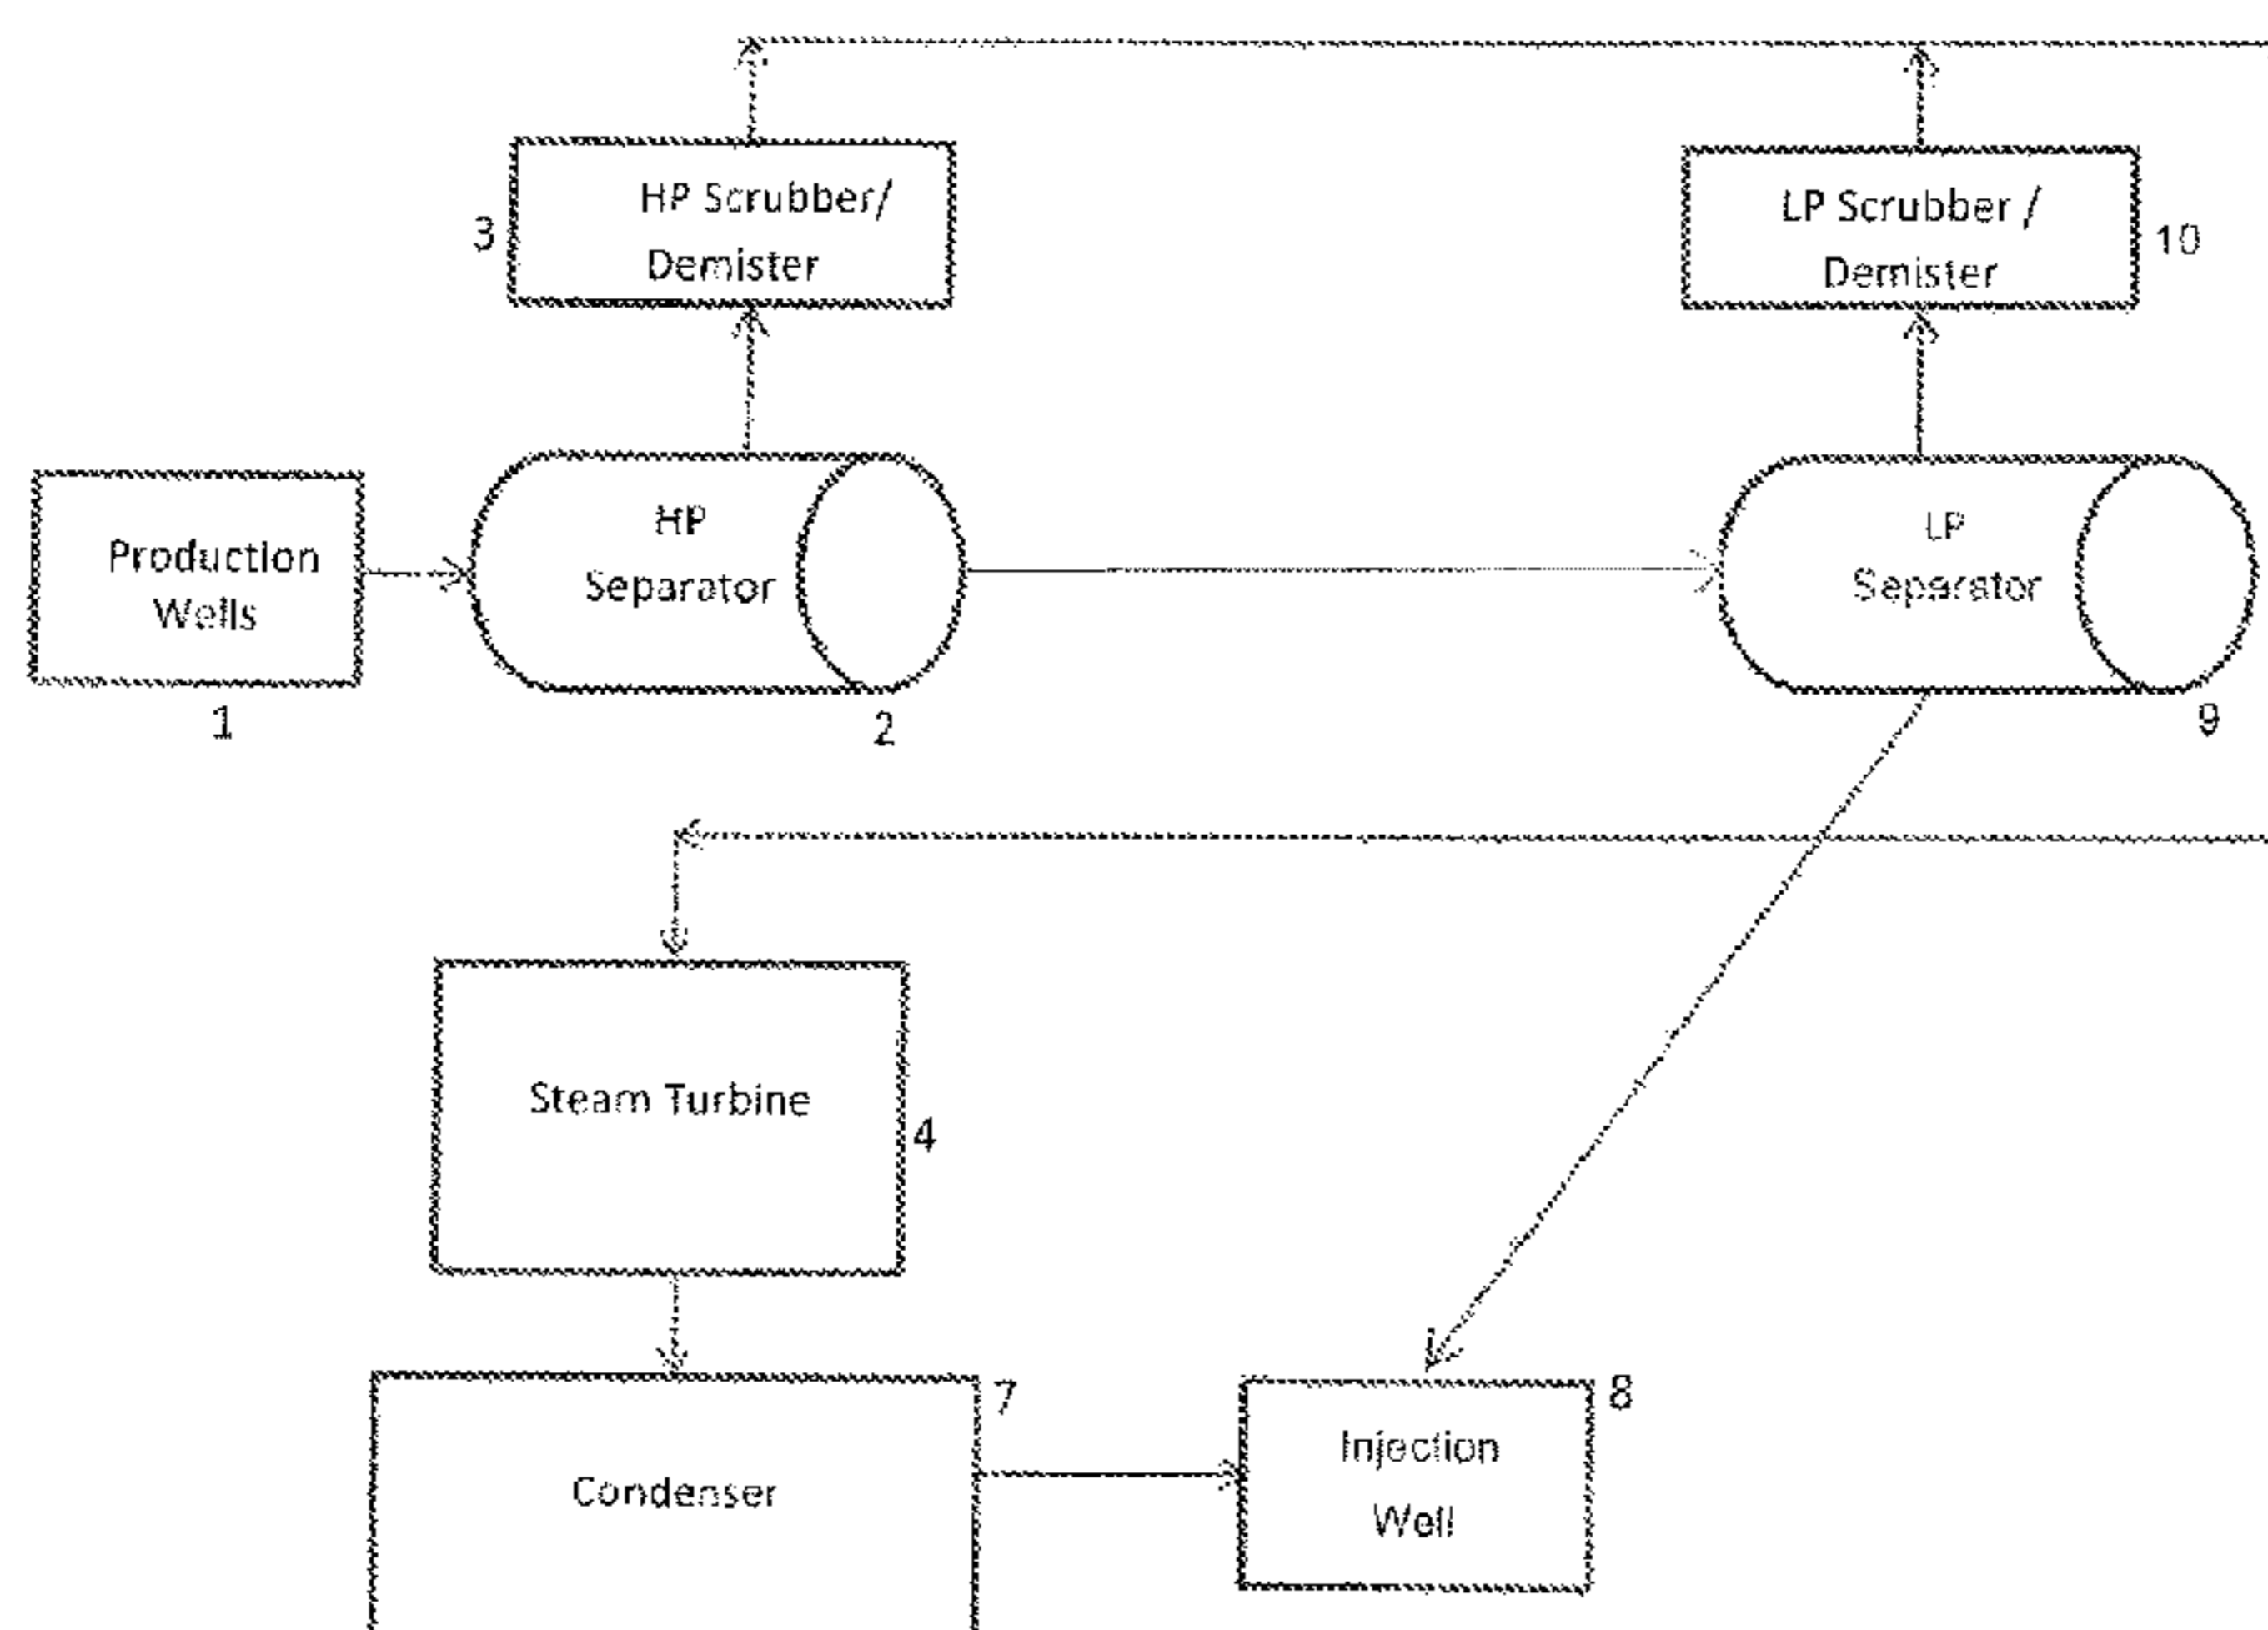 HP Scrubber/
Demister
3
LP Scrubber /
Demister
10
Production
Wells
1
HP
Separator
2
LP
Separator
9
Steam Turbine
4
Condenser
7
Injection
Well
8